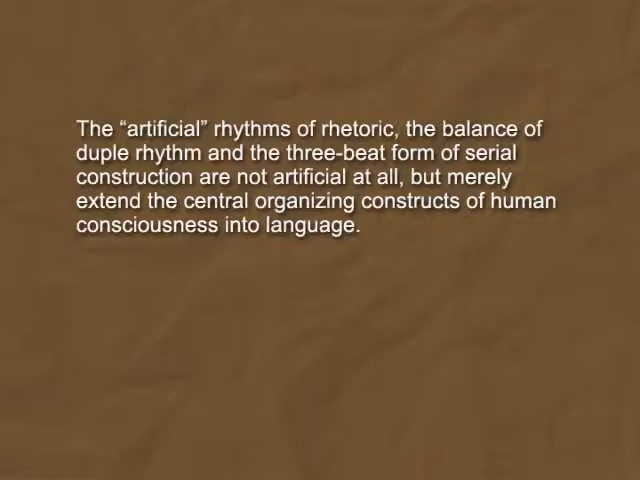 The “artificial” rhythms of rhetoric, the balance of
duple rhythm and the three-beat form of serial
construction are not artificial at all, but merely
extend the central organizing constructs of human
consciousness into language.